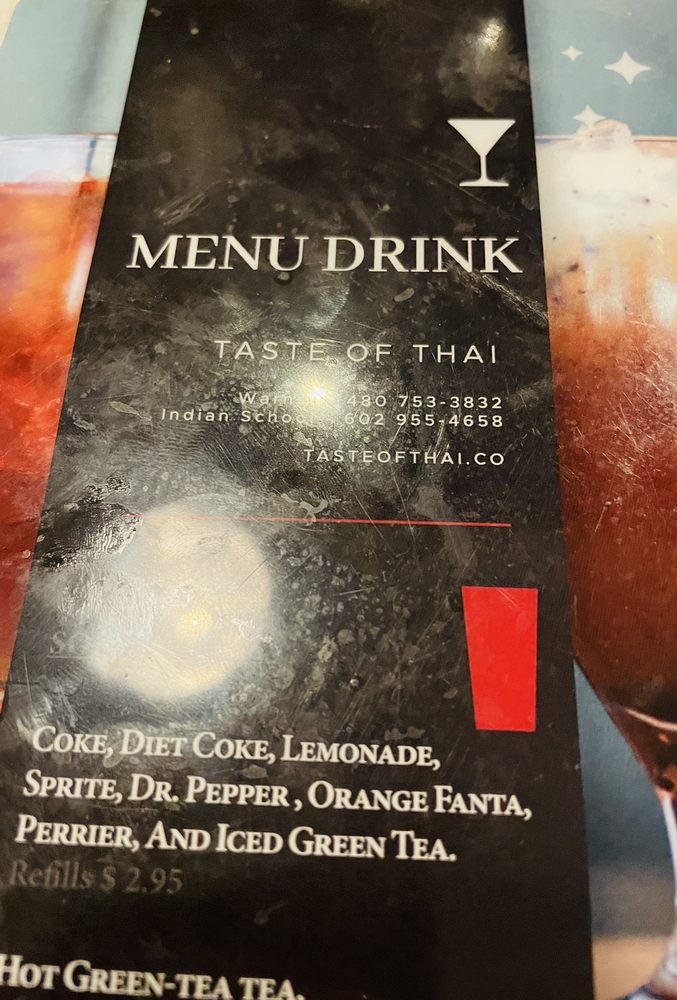 MENU DRINK
TASTE OF THAI
480 753-3832
Indian School 602 955-4658
TASTEOFTHAI.CO
COKE, DIET COKE, LEMONADE,
SPRITE, DR. PEPPER , ORANGE FANTA,
PERRIER, AND ICED GREEN TEA.
Refills $ 2.95
HOT GREEN-TEA TEA,